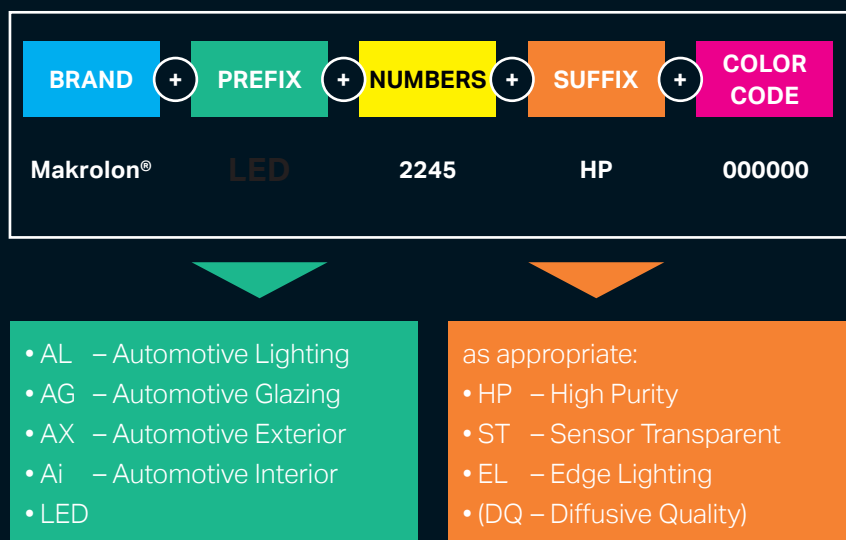 BRAND + PREFIX + NUMBERS + SUFFIX + COLOR CODE
Makrolon® LED 2245 HP 000000
• AL – Automotive Lighting
• AG – Automotive Glazing
• AX – Automotive Exterior
• Ai – Automotive Interior
• LED
as appropriate:
• HP – High Purity
• ST – Sensor Transparent
• EL – Edge Lighting
• (DQ – Diffusive Quality)